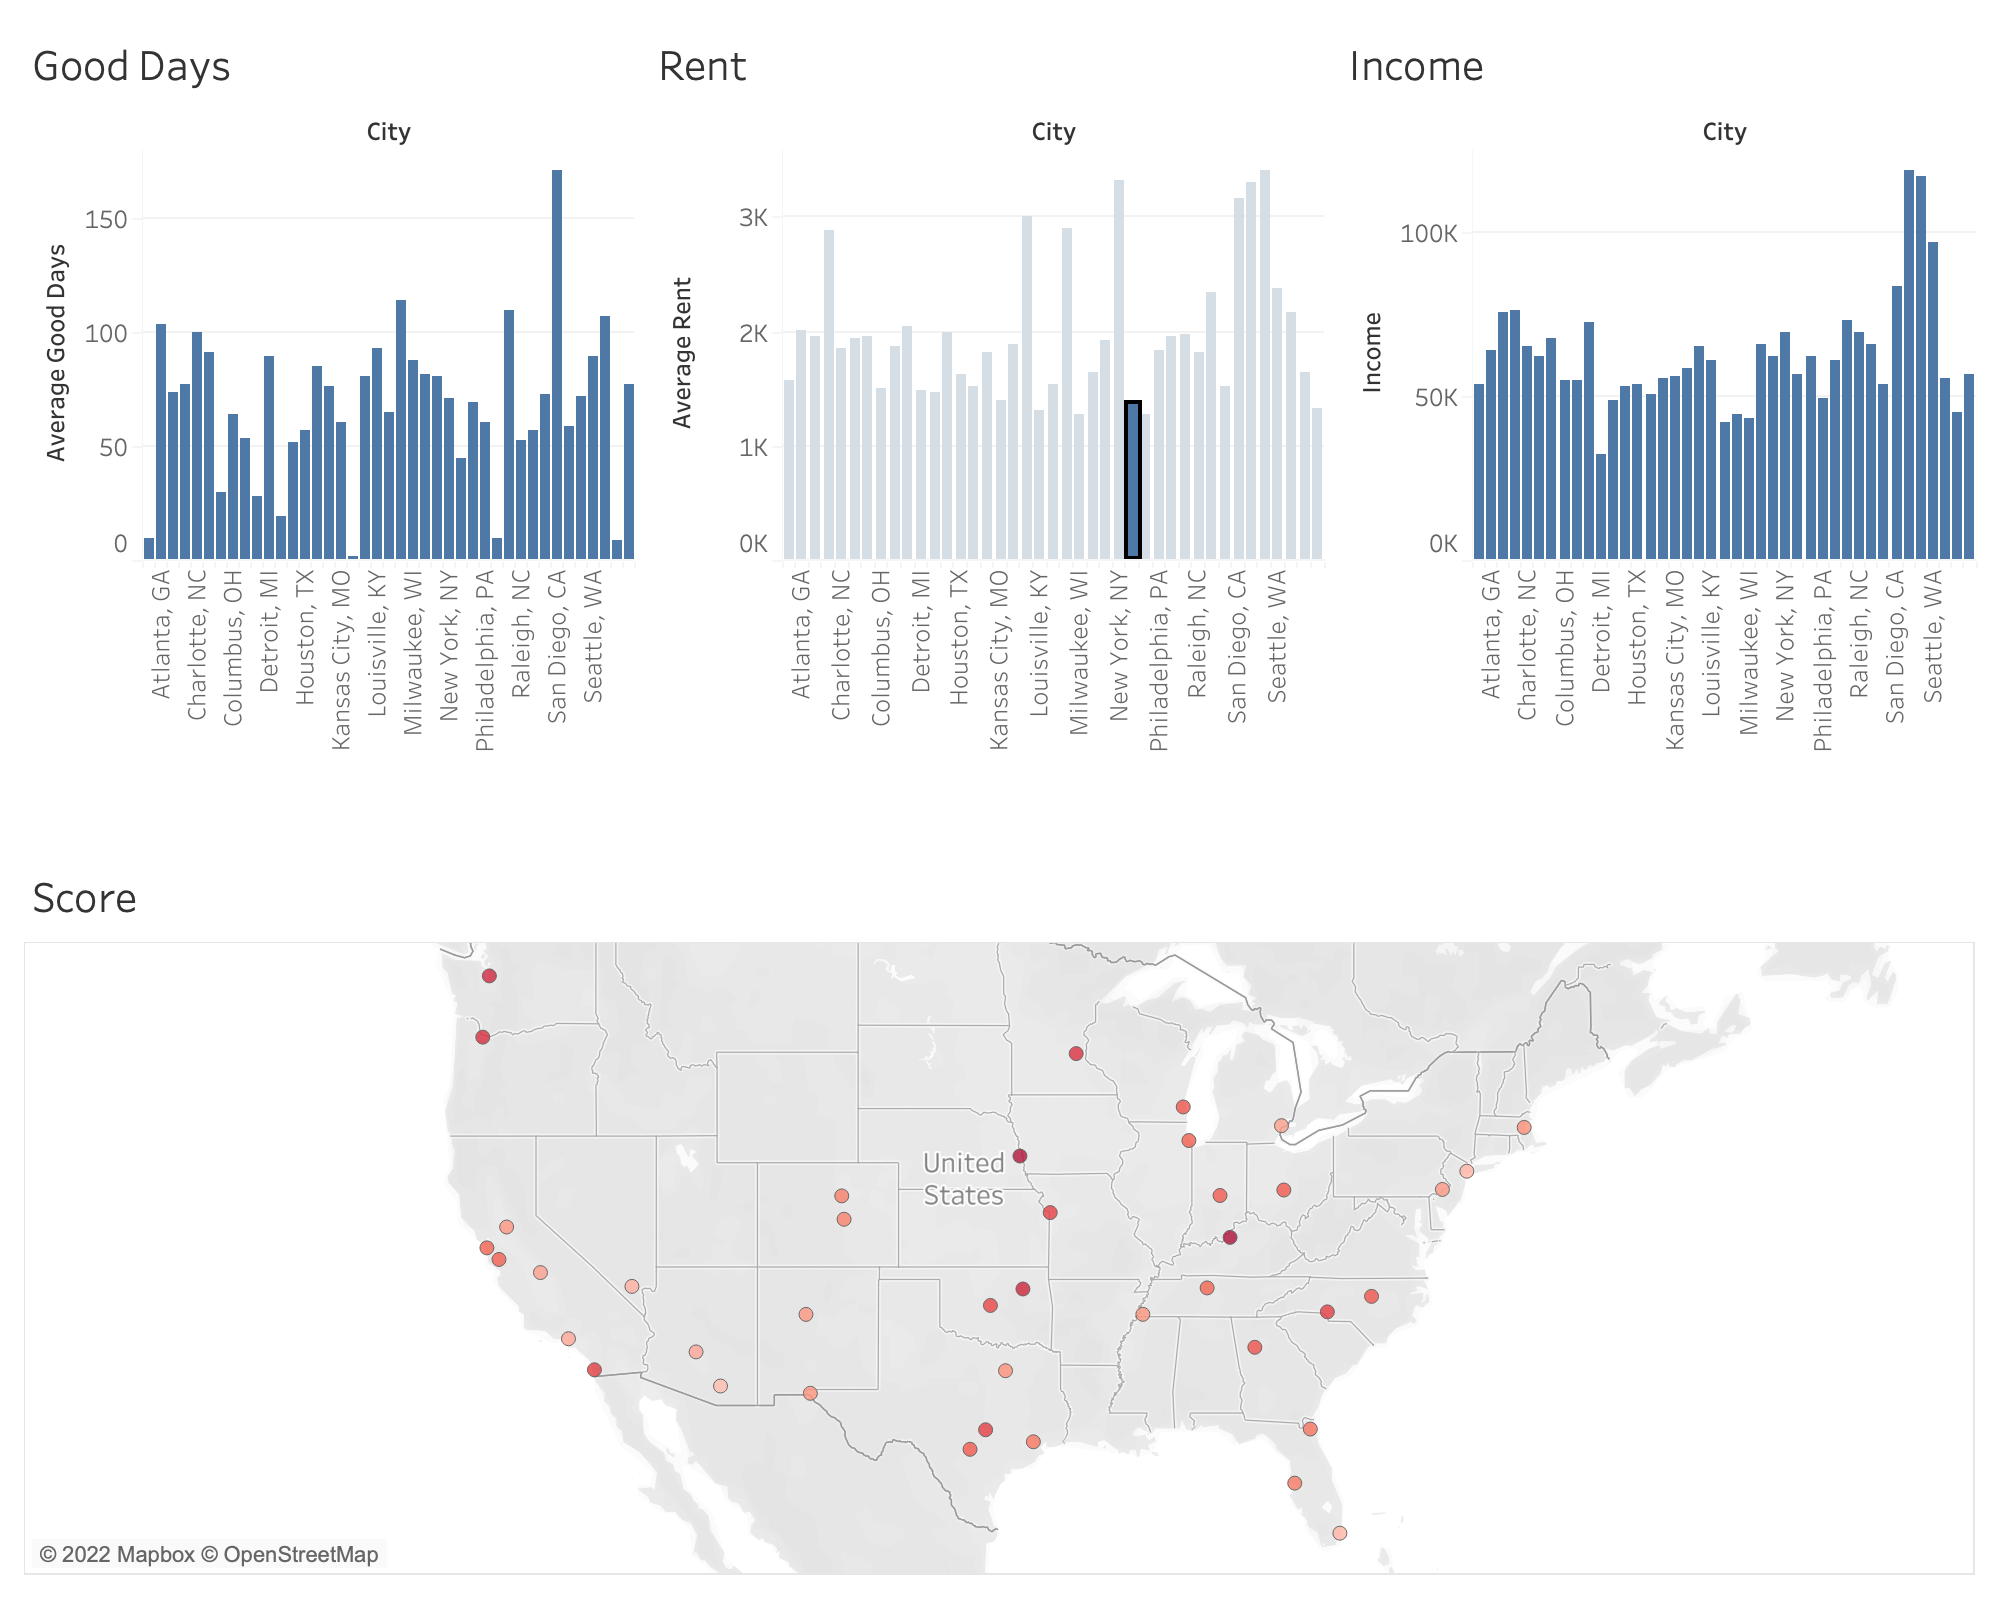 Good Days
Rent
Income
City
City
City
Average Good Days
150
100
50
0
Average Rent
3K
2K
1K
0K
Income
100K
50K
0K
Atlanta, GA
Charlotte, NC
Columbus, OH
Detroit, MI
Houston, TX
Kansas City, MO
Louisville, KY
Milwaukee, WI
New York, NY
Philadelphia, PA
Raleigh, NC
San Diego, CA
Seattle, WA
Atlanta, GA
Charlotte, NC
Columbus, OH
Detroit, MI
Houston, TX
Kansas City, MO
Louisville, KY
Milwaukee, WI
New York, NY
Philadelphia, PA
Raleigh, NC
San Diego, CA
Seattle, WA
Atlanta, GA
Charlotte, NC
Columbus, OH
Detroit, MI
Houston, TX
Kansas City, MO
Louisville, KY
Milwaukee, WI
New York, NY
Philadelphia, PA
Raleigh, NC
San Diego, CA
Seattle, WA
Score
United
States
© 2022 Mapbox © OpenStreetMap